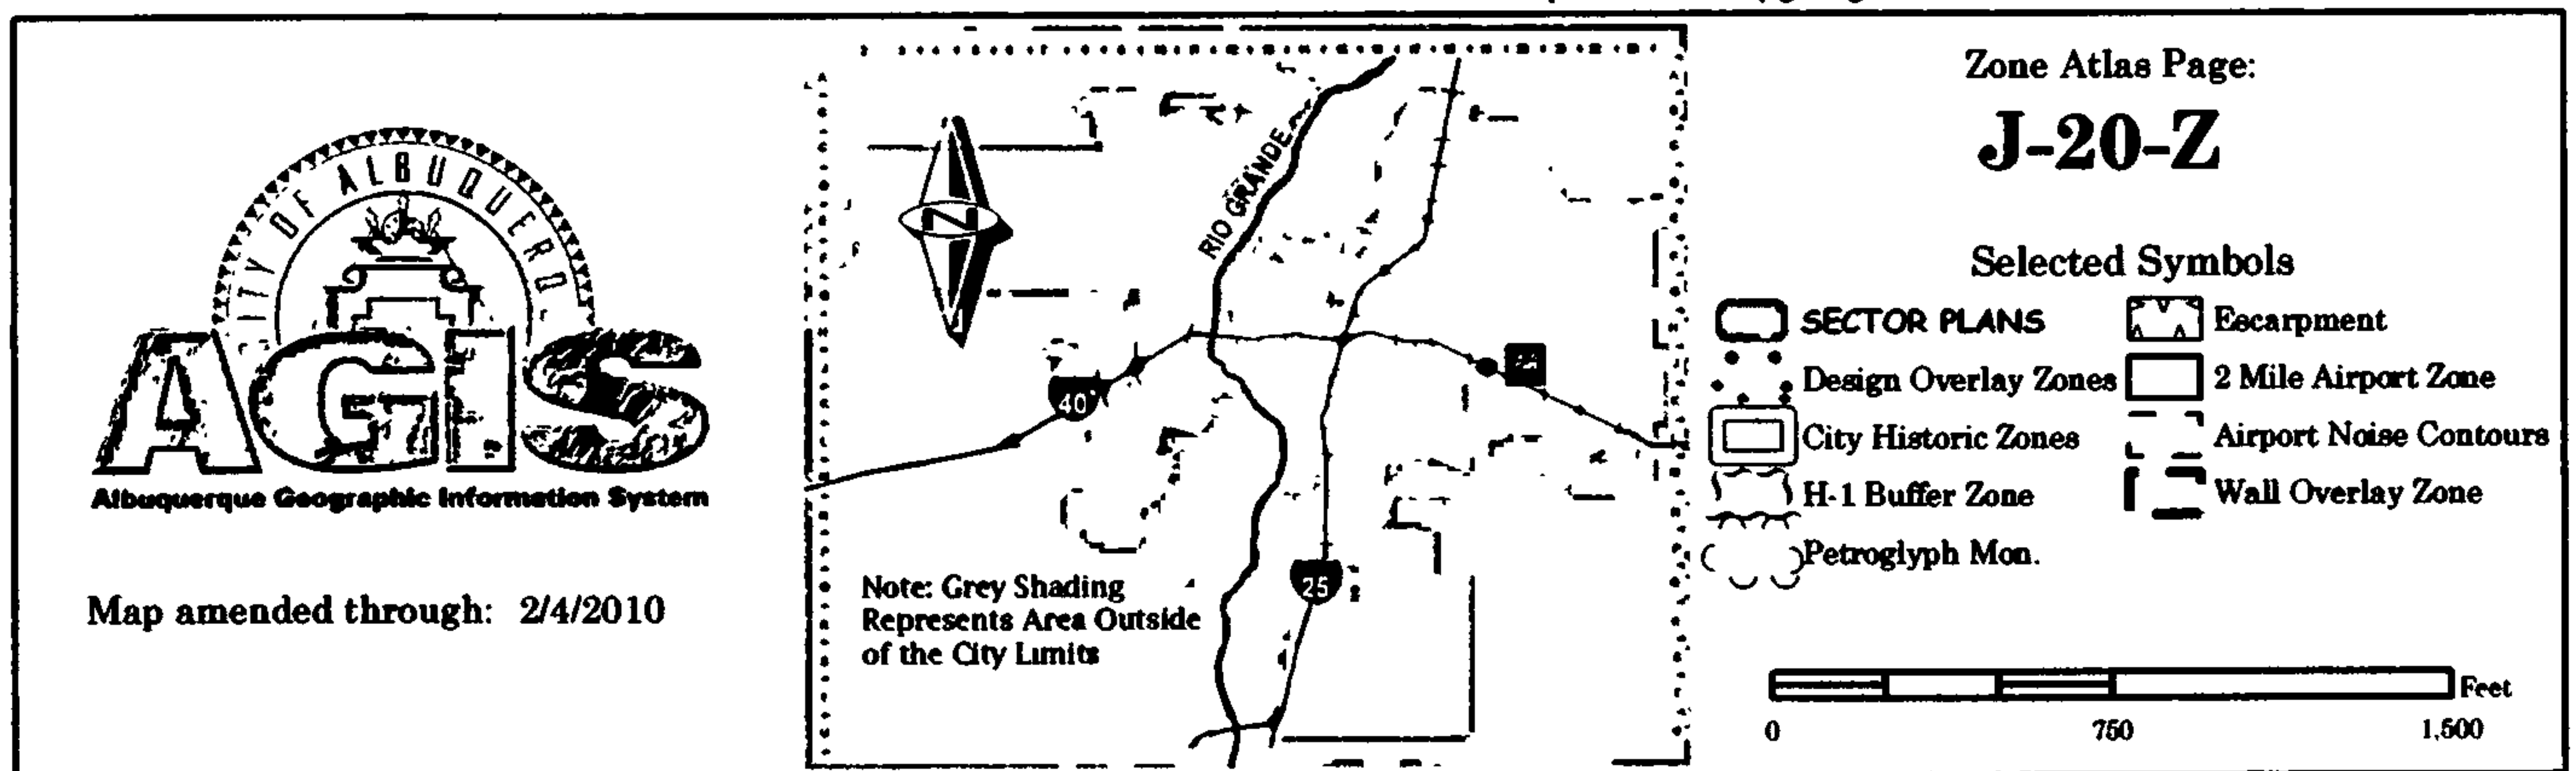 CITY OF ALBUQUERQ
AGIS
Albuquerque Geographic Information System
Map amended through: 2/4/2010
RIO GRANDE
N
40
25
Note: Grey Shading
Represents Area Outside
of the City Limits
Zone Atlas Page:
J-20-Z
Selected Symbols
SECTOR PLANS
Escarpment
Design Overlay Zones
2 Mile Airport Zone
City Historic Zones
Airport Noise Contours
H-1 Buffer Zone
Wall Overlay Zone
Petroglyph Mon.
Feet
0 750 1,500